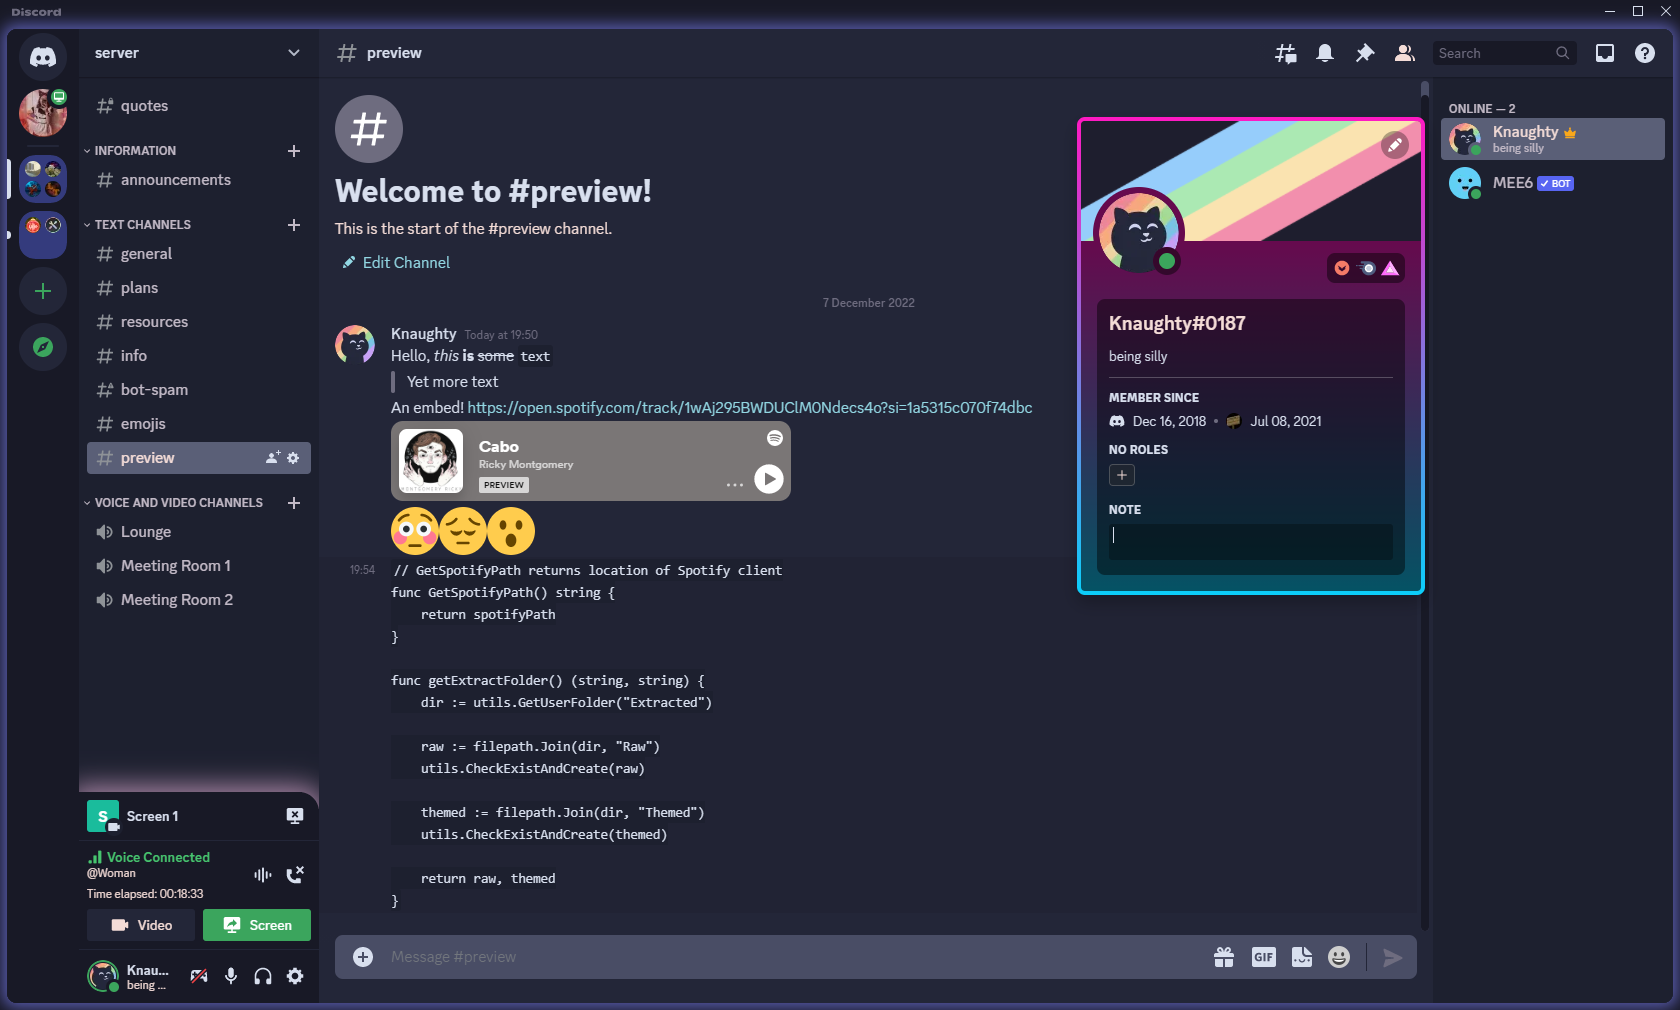 Discord
server
quotes
INFORMATION
announcements
TEXT CHANNELS
general
plans
resources
info
bot-spam
emojis
preview
VOICE AND VIDEO CHANNELS
Lounge
Meeting Room 1
Meeting Room 2
S
Screen 1
Voice Connected
@Woman
Time elapsed: 00:18:33
Video
Screen
Knau...
being ...
preview
Search
Welcome to #preview!
This is the start of the #preview channel.
Edit Channel
7 December 2022
Knaughty Today at 19:50
Hello, this is some text
Yet more text
An embed! https://open.spotify.com/track/1wAj295BWDUClM0Ndecs4o?si=1a5315c070f74dbc
Cabo
Ricky Montgomery
PREVIEW
19:54
// GetSpotifyPath returns location of Spotify client
func GetSpotifyPath() string {
    return spotifyPath
}
func getExtractFolder() (string, string) {
    dir := utils.GetUserFolder("Extracted")
    raw := filepath.Join(dir, "Raw")
    utils.CheckExistAndCreate(raw)
    themed := filepath.Join(dir, "Themed")
    utils.CheckExistAndCreate(themed)
    return raw, themed
}
Message #preview
GIF
Knaughty#0187
being silly
MEMBER SINCE
Dec 16, 2018 • Jul 08, 2021
NO ROLES
NOTE
ONLINE — 2
Knaughty
being silly
MEE6 ✓ BOT